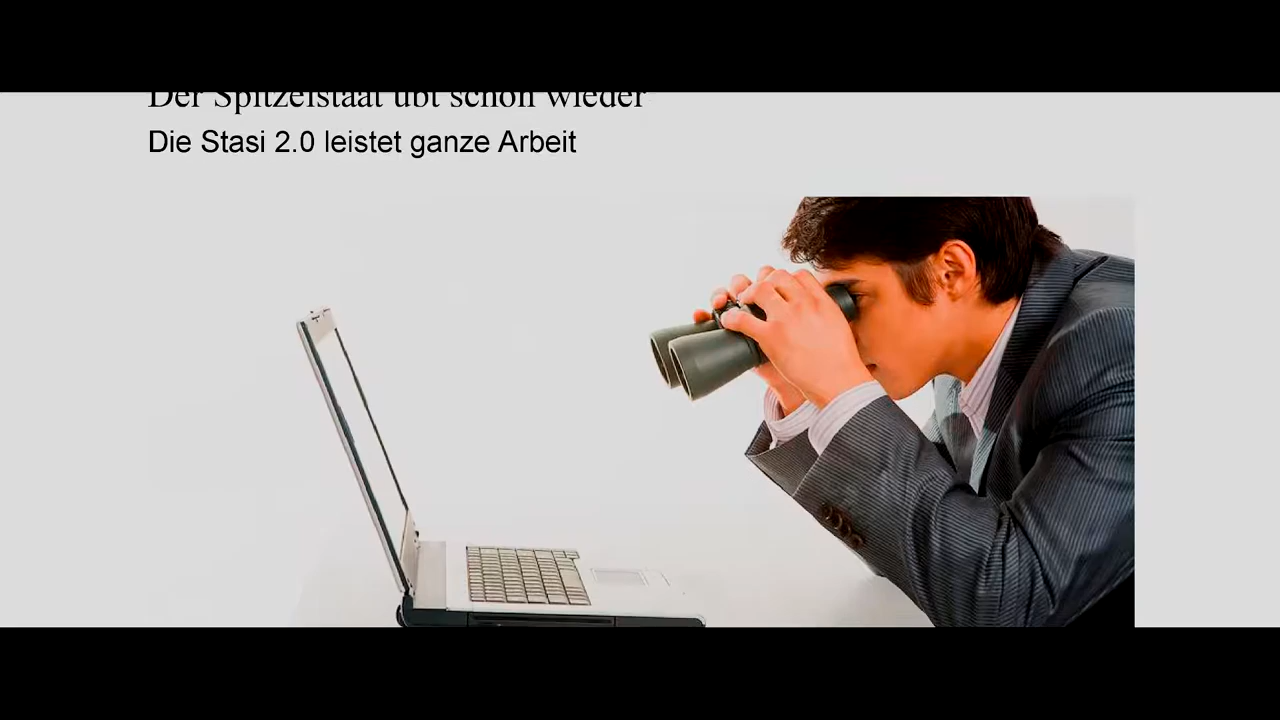 Der Spitzelstaat übt schon wieder
Die Stasi 2.0 leistet ganze Arbeit